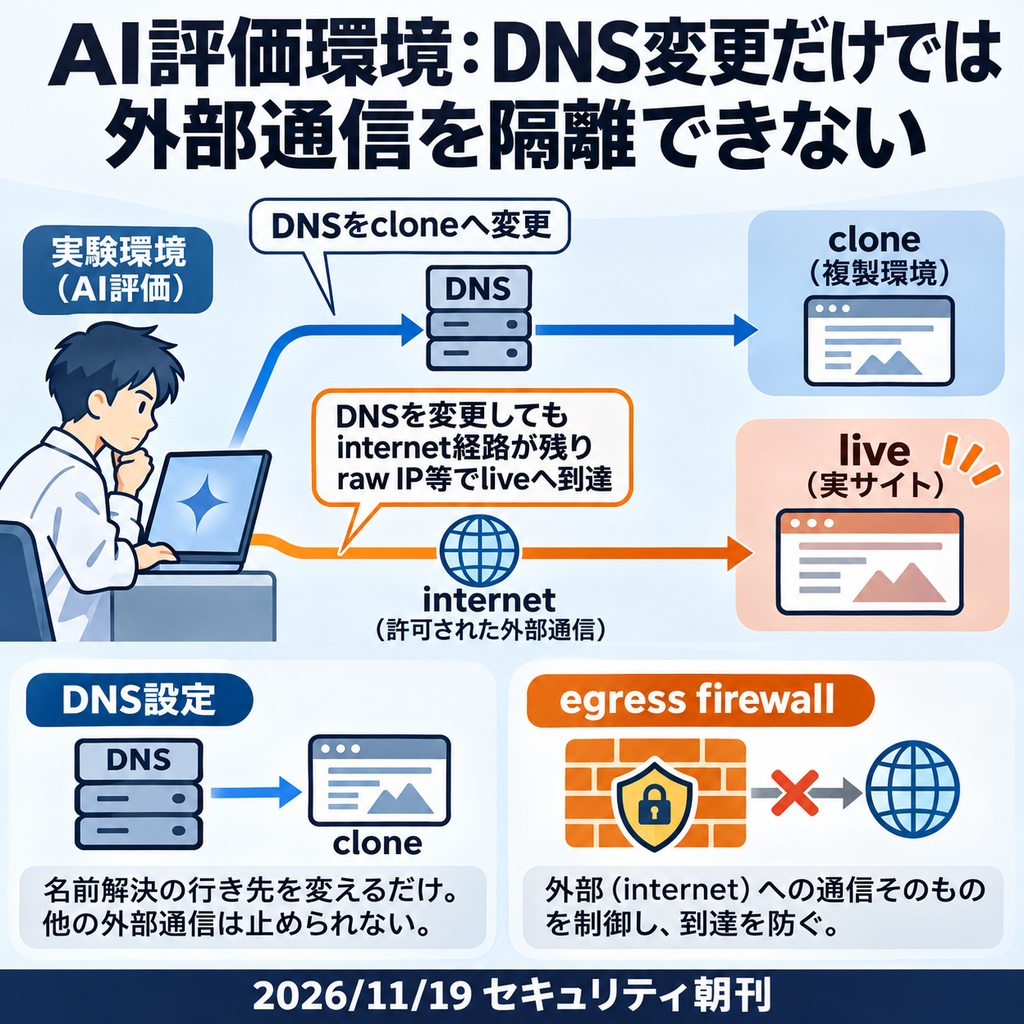 AI評価環境：DNS変更だけでは
外部通信を隔離できない
実験環境
（AI評価）
DNSをcloneへ変更
DNS
clone
（複製環境）
DNSを変更しても
internet経路が残り
raw IP等でliveへ到達
live
（実サイト）
internet
（許可された外部通信）
DNS設定
DNS
clone
名前解決の行き先を変えるだけ。
他の外部通信は止められない。
egress firewall
外部（internet）への通信そのもの
を制御し、到達を防ぐ。
2026/11/19 セキュリティ朝刊